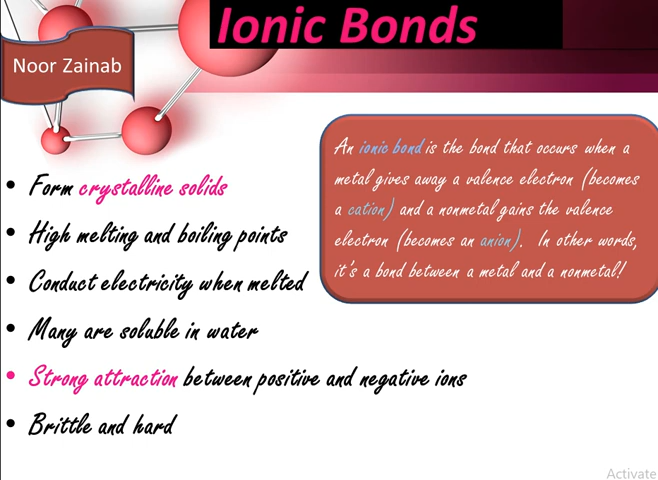 Ionic Bonds
Noor Zainab
• Form crystalline solids
• High melting and boiling points
• Conduct electricity when melted
• Many are soluble in water
• Strong attraction between positive and negative ions
• Brittle and hard
An ionic bond is the bond that occurs when a
metal gives away a valence electron (becomes
a cation) and a nonmetal gains the valence
electron (becomes an anion). In other words,
it's a bond between a metal and a nonmetal!
Activate